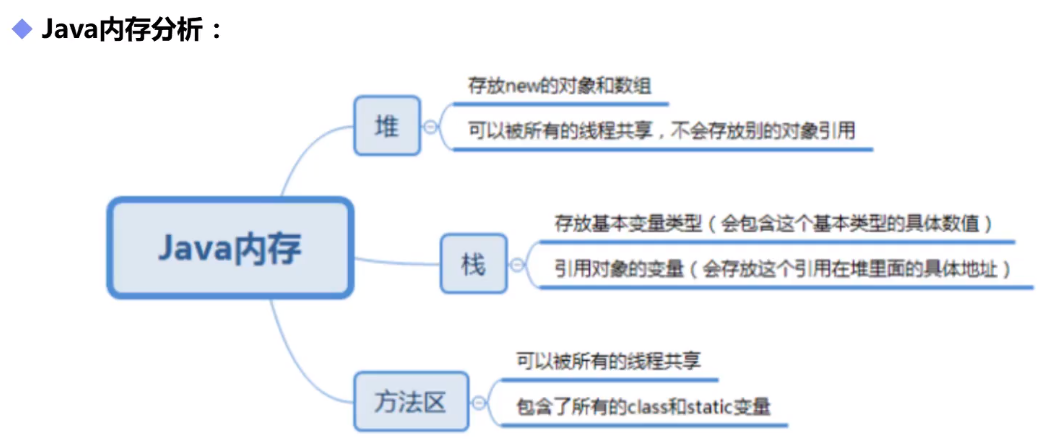 Java内存分析：
堆
存放new的对象和数组
可以被所有的线程共享，不会存放别的对象引用
Java内存
栈
存放基本变量类型（会包含这个基本类型的具体数值）
引用对象的变量（会存放这个引用在堆里面的具体地址）
方法区
可以被所有的线程共享
包含了所有的class和static变量